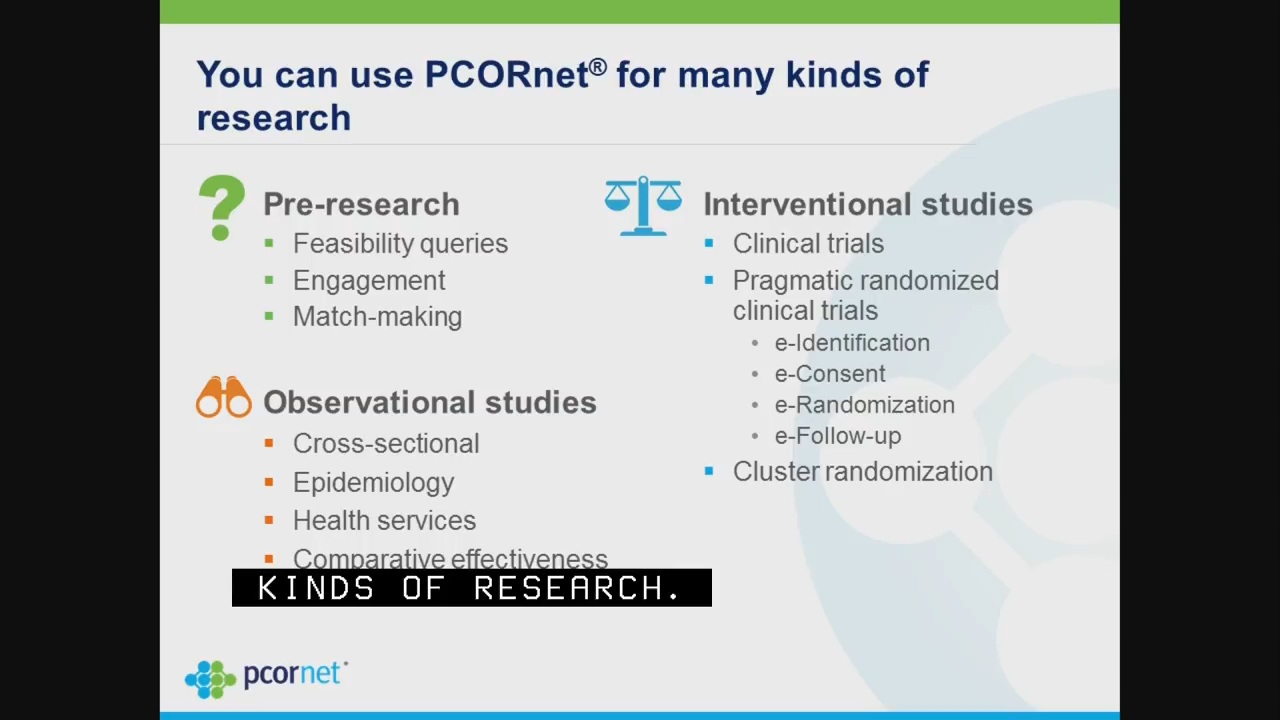 You can use PCORnet® for many kinds of
research
Pre-research
Feasibility queries
Engagement
Match-making
Observational studies
Cross-sectional
Epidemiology
Health services
Comparative effectiveness
Interventional studies
Clinical trials
Pragmatic randomized
clinical trials
e-Identification
e-Consent
e-Randomization
e-Follow-up
Cluster randomization
KINDS OF RESEARCH.
pcornet